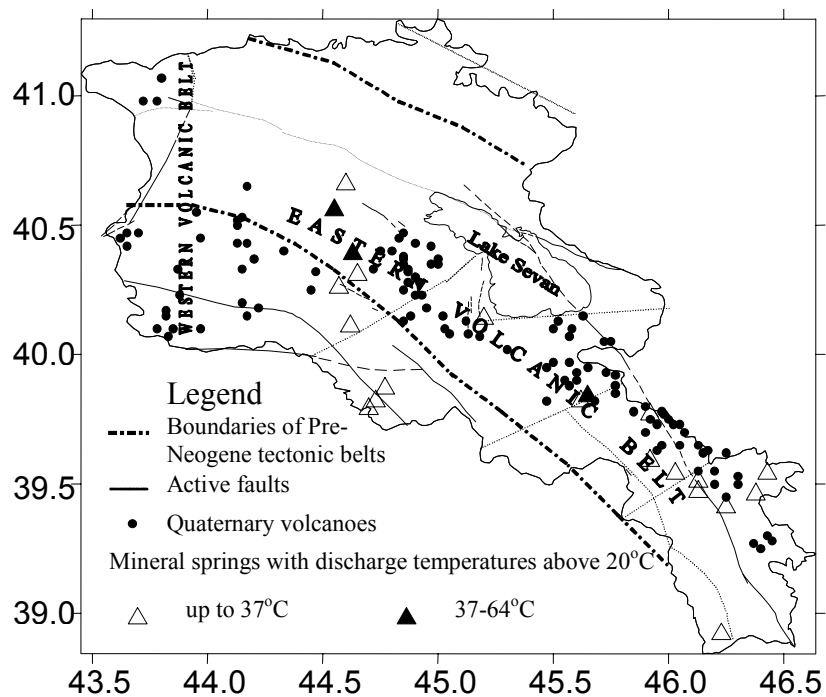 41.0
40.5
40.0
39.5
39.0
WESTERN VOLCANIC BELT
EASTERN VOLCANIC BELT
Lake Sevan
Legend
Boundaries of Pre-
Neogene tectonic belts
Active faults
Quaternary volcanoes
Mineral springs with discharge temperatures above 20°C
up to 37°C 37-64°C
43.5 44.0 44.5 45.0 45.5 46.0 46.5